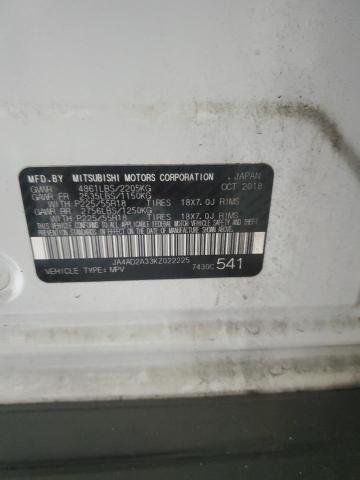 MFD.BY MITSUBISHI MOTORS CORPORATION . JAPAN
GVWR 4861LBS/2205KG OCT 2018
GAWR FR 2535LBS/1150KG
WITH P225/55R18 TIRES 18X7.0J RIMS
GAWR RR 2756LBS/1250KG
WITH P225/55R18 TIRES 18X7.0J RIMS
JA4AD2A33KZ022225 7430C 541
VEHICLE TYPE: MPV